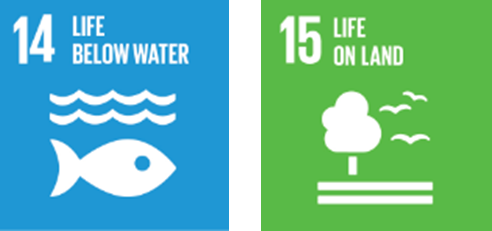 14 LIFE
BELOW WATER
15 LIFE
ON LAND